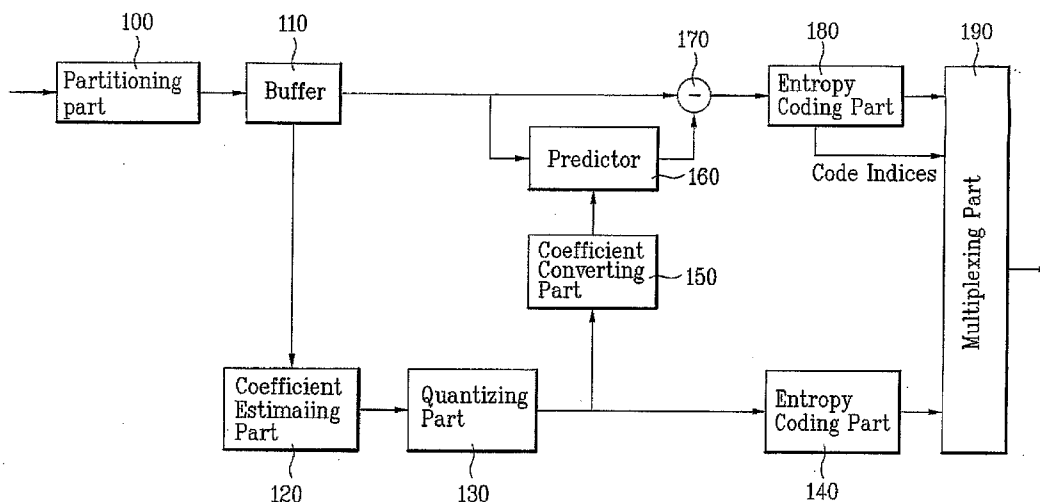 100
110
170
180
190
Partitioning
part
Buffer
−
Entropy
Coding Part
Predictor
160
Code Indices
Coefficient
Converting
Part
150
Multiplexing Part
Coefficient
Estimaiing
Part
Quantizing
Part
Entropy
Coding Part
120
130
140